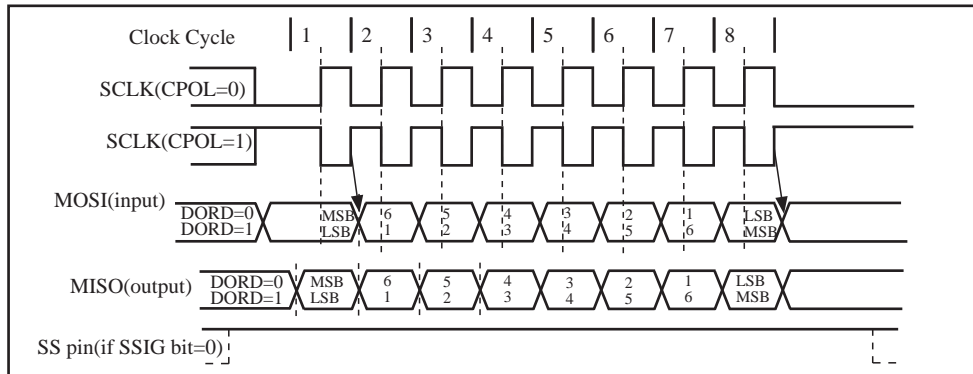 Clock Cycle 1 2 3 4 5 6 7 8
SCLK(CPOL=0)
SCLK(CPOL=1)
MOSI(input)
DORD=0 MSB 6 5 4 3 2 1 LSB
DORD=1 LSB 1 2 3 4 5 6 MSB
MISO(output)
DORD=0 MSB 6 5 4 3 2 1 LSB
DORD=1 LSB 1 2 3 4 5 6 MSB
SS pin(if SSIG bit=0)